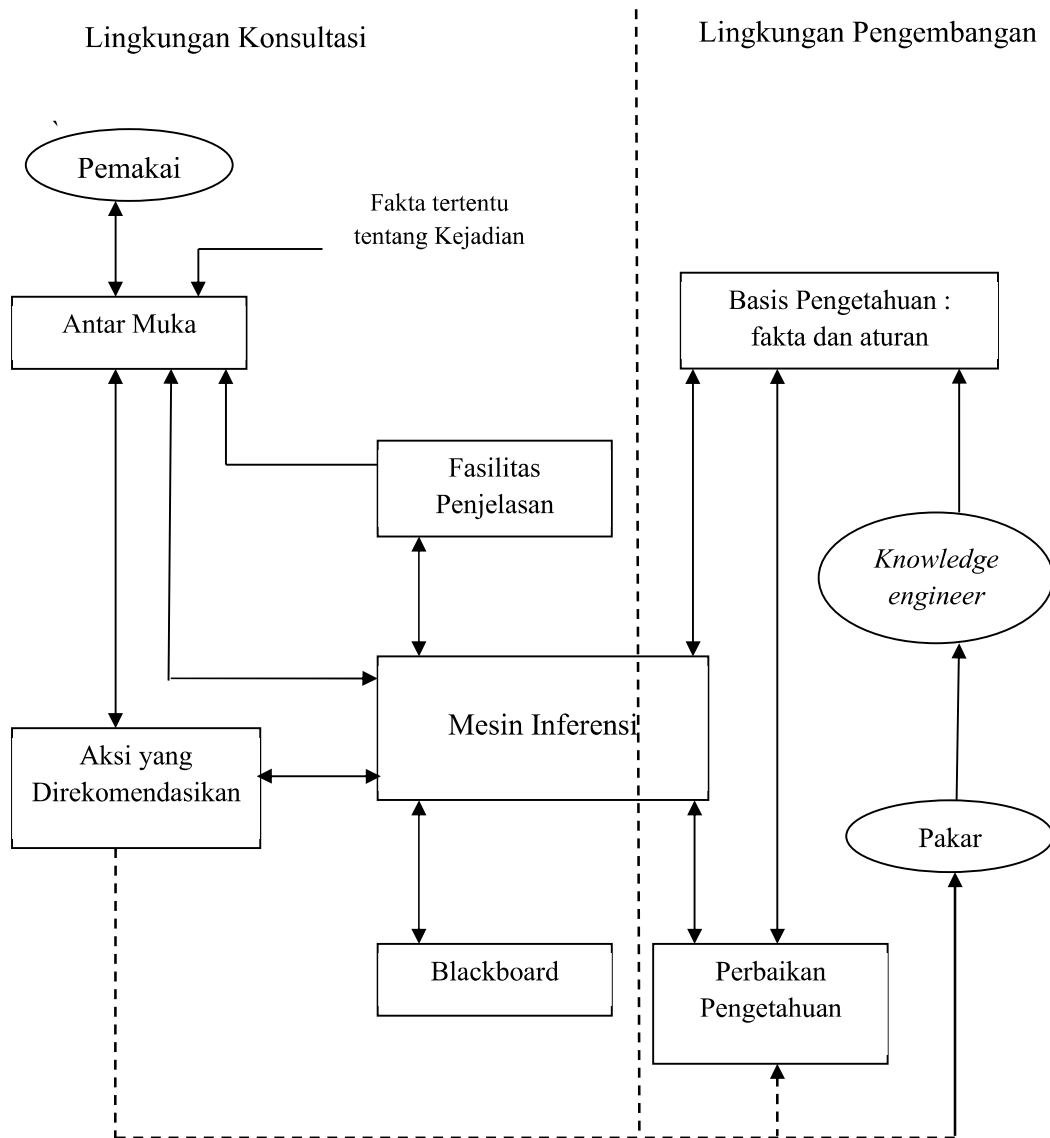 Lingkungan Konsultasi
Lingkungan Pengembangan
`
Pemakai
Fakta tertentu
tentang Kejadian
Antar Muka
Basis Pengetahuan :
fakta dan aturan
Fasilitas
Penjelasan
Knowledge
engineer
Mesin Inferensi
Aksi yang
Direkomendasikan
Pakar
Blackboard
Perbaikan
Pengetahuan